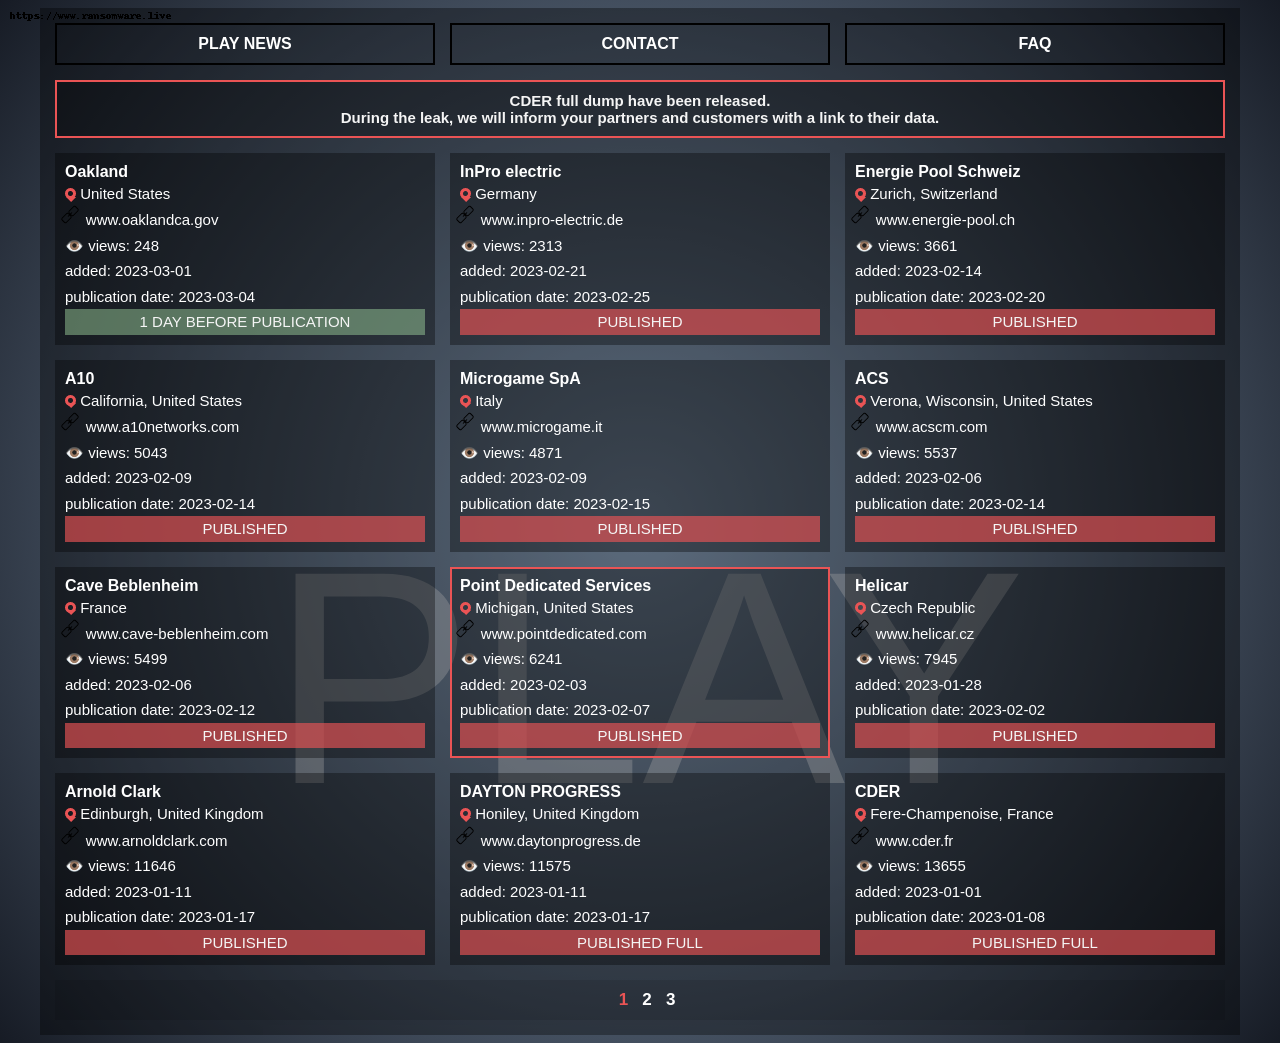 https://www.ransomware.live
PLAY NEWS
CONTACT
FAQ
CDER full dump have been released.
During the leak, we will inform your partners and customers with a link to their data.
Oakland
United States
www.oaklandca.gov
views: 248
added: 2023-03-01
publication date: 2023-03-04
1 DAY BEFORE PUBLICATION
InPro electric
Germany
www.inpro-electric.de
views: 2313
added: 2023-02-21
publication date: 2023-02-25
PUBLISHED
Energie Pool Schweiz
Zurich, Switzerland
www.energie-pool.ch
views: 3661
added: 2023-02-14
publication date: 2023-02-20
PUBLISHED
A10
California, United States
www.a10networks.com
views: 5043
added: 2023-02-09
publication date: 2023-02-14
PUBLISHED
Microgame SpA
Italy
www.microgame.it
views: 4871
added: 2023-02-09
publication date: 2023-02-15
PUBLISHED
ACS
Verona, Wisconsin, United States
www.acscm.com
views: 5537
added: 2023-02-06
publication date: 2023-02-14
PUBLISHED
Cave Beblenheim
France
www.cave-beblenheim.com
views: 5499
added: 2023-02-06
publication date: 2023-02-12
PUBLISHED
Point Dedicated Services
Michigan, United States
www.pointdedicated.com
views: 6241
added: 2023-02-03
publication date: 2023-02-07
PUBLISHED
Helicar
Czech Republic
www.helicar.cz
views: 7945
added: 2023-01-28
publication date: 2023-02-02
PUBLISHED
PLAY
Arnold Clark
Edinburgh, United Kingdom
www.arnoldclark.com
views: 11646
added: 2023-01-11
publication date: 2023-01-17
PUBLISHED
DAYTON PROGRESS
Honiley, United Kingdom
www.daytonprogress.de
views: 11575
added: 2023-01-11
publication date: 2023-01-17
PUBLISHED FULL
CDER
Fere-Champenoise, France
www.cder.fr
views: 13655
added: 2023-01-01
publication date: 2023-01-08
PUBLISHED FULL
1 2 3